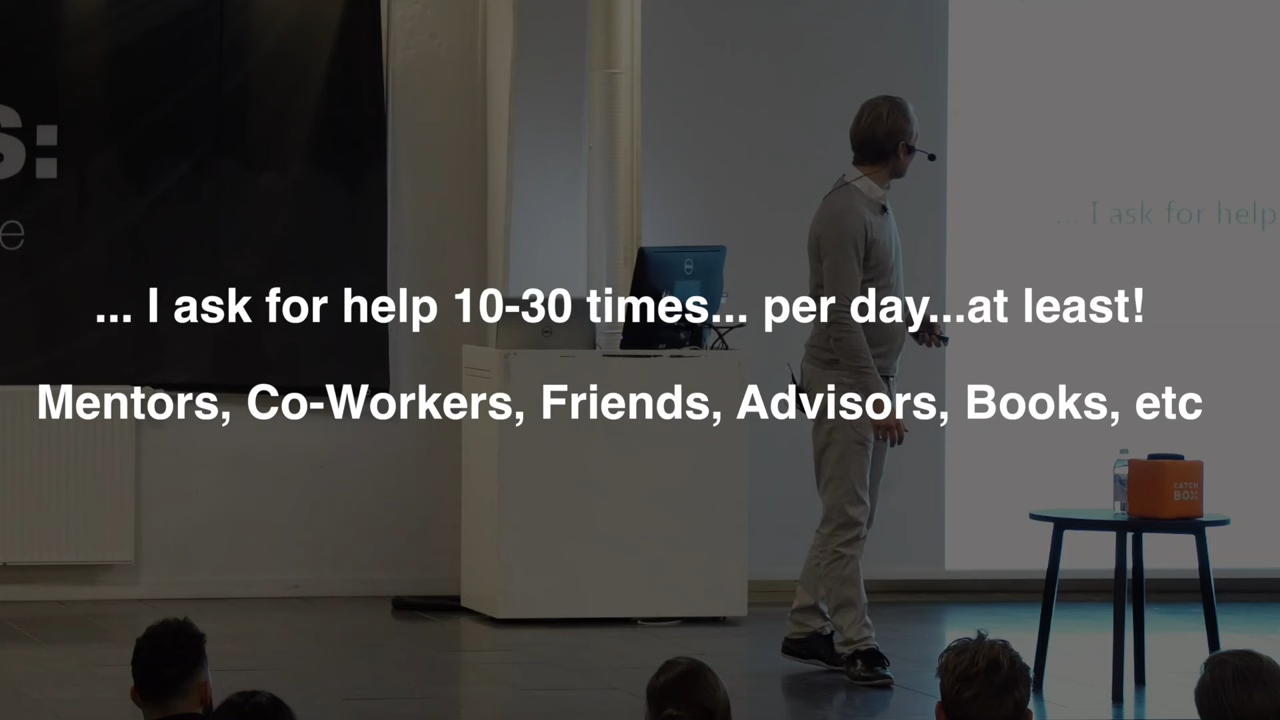 s:
e
... I ask for help
... I ask for help 10-30 times... per day...at least!
Mentors, Co-Workers, Friends, Advisors, Books, etc
DELL
CATCH
BOX